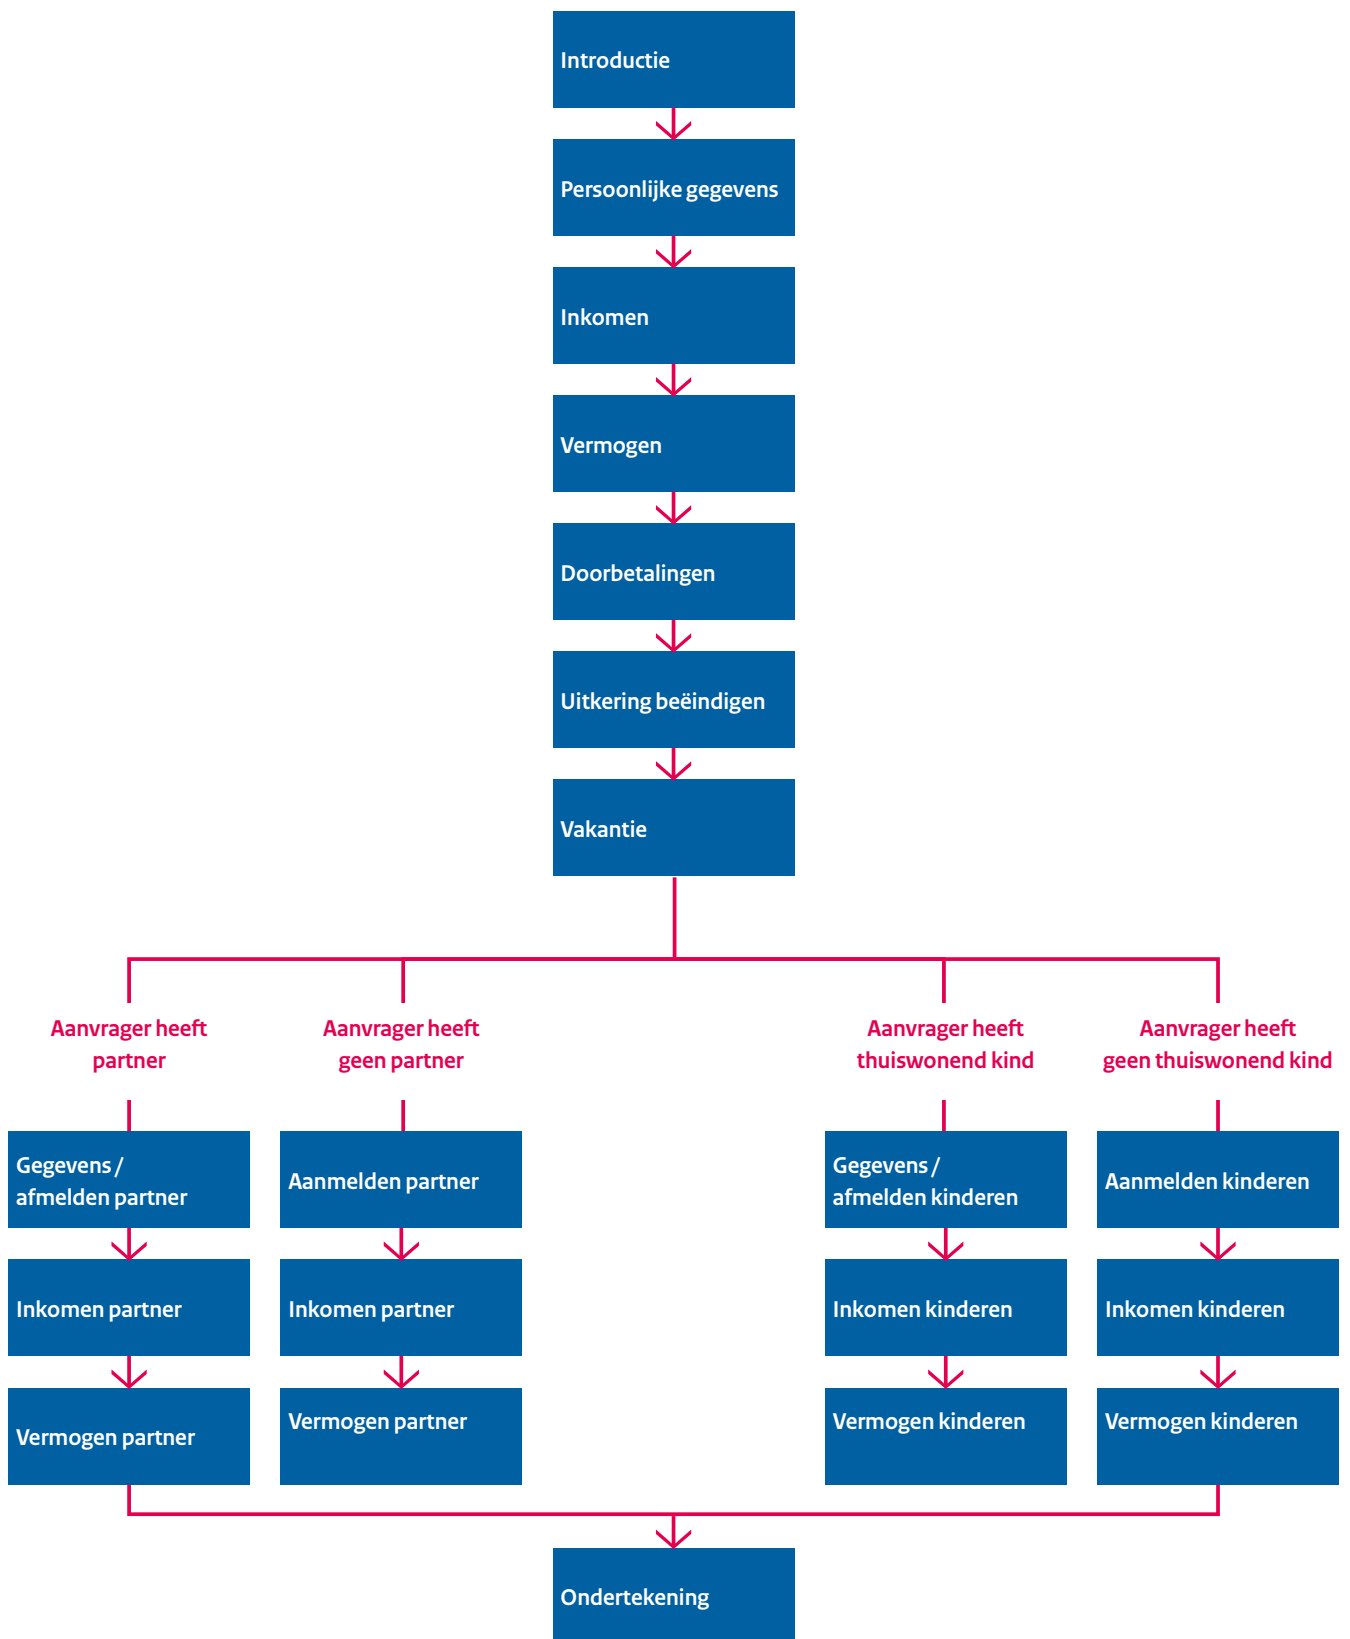 Introductie
Persoonlijke gegevens
Inkomen
Vermogen
Doorbetalingen
Uitkering beëindigen
Vakantie
Aanvrager heeft
partner
Aanvrager heeft
geen partner
Aanvrager heeft
thuiswonend kind
Aanvrager heeft
geen thuiswonend kind
Gegevens /
afmelden partner
Aanmelden partner
Gegevens /
afmelden kinderen
Aanmelden kinderen
Inkomen partner
Inkomen partner
Inkomen kinderen
Inkomen kinderen
Vermogen partner
Vermogen partner
Vermogen kinderen
Vermogen kinderen
Ondertekening